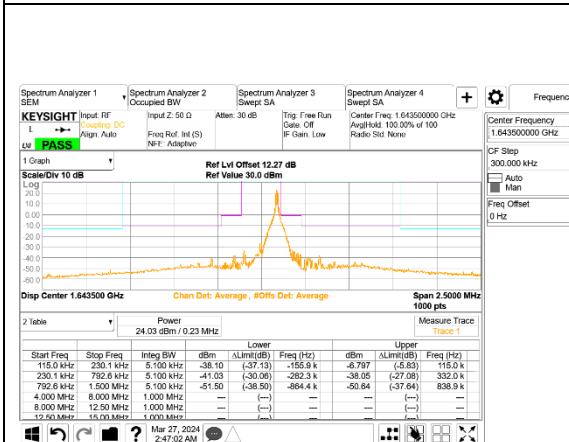 Spectrum Analyzer 1
SEM
Spectrum Analyzer 2
Occupied BW
Spectrum Analyzer 3
Swept SA
Spectrum Analyzer 4
Swept SA
+
Frequenc
KEYSIGHT Input: RF Input Z: 50 Ω Atten: 30 dB Trig: Free Run Center Freq: 1.643500000 GHz
L Coupling: DC Gate: Off Avg|Hold: 100.00% of 100
Align: Auto Freq Ref: Int (S) IF Gain: Low Radio Std: None
NFE: Adaptive
PASS
Center Frequency
1.643500000 GHz
CF Step
300.000 kHz
Auto
Man
Freq Offset
0 Hz
1 Graph
Ref Lvl Offset 12.27 dB
Scale/Div 10 dB Ref Value 30.0 dBm
Log
20.0
10.0
0.00
-10.0
-20.0
-30.0
-40.0
-50.0
-60.0
Disp Center 1.643500 GHz Chan Det: Average , #Offs Det: Average Span 2.5000 MHz
1000 pts
2 Table Power Measure Trace
24.03 dBm / 0.23 MHz Trace 1
Lower Upper
Start Freq Stop Freq Integ BW dBm ΔLimit(dB) Freq (Hz) dBm ΔLimit(dB) Freq (Hz)
115.0 kHz 230.1 kHz 5.100 kHz -38.10 (-37.13) -155.9 k -6.797 (-5.83) 115.0 k
230.1 kHz 792.6 kHz 5.100 kHz -41.03 (-30.06) -282.3 k -38.05 (-27.08) 332.0 k
792.6 kHz 1.500 MHz 5.100 kHz -51.50 (-38.50) -864.4 k -50.64 (-37.64) 838.9 k
4.000 MHz 8.000 MHz 1.000 MHz --- (---) --- --- (---) ---
8.000 MHz 12.50 MHz 1.000 MHz --- (---) --- --- (---) ---
12.50 MHz 15.00 MHz 1.000 MHz --- (---) --- --- (---) ---
? Mar 27, 2024
2:47:02 AM